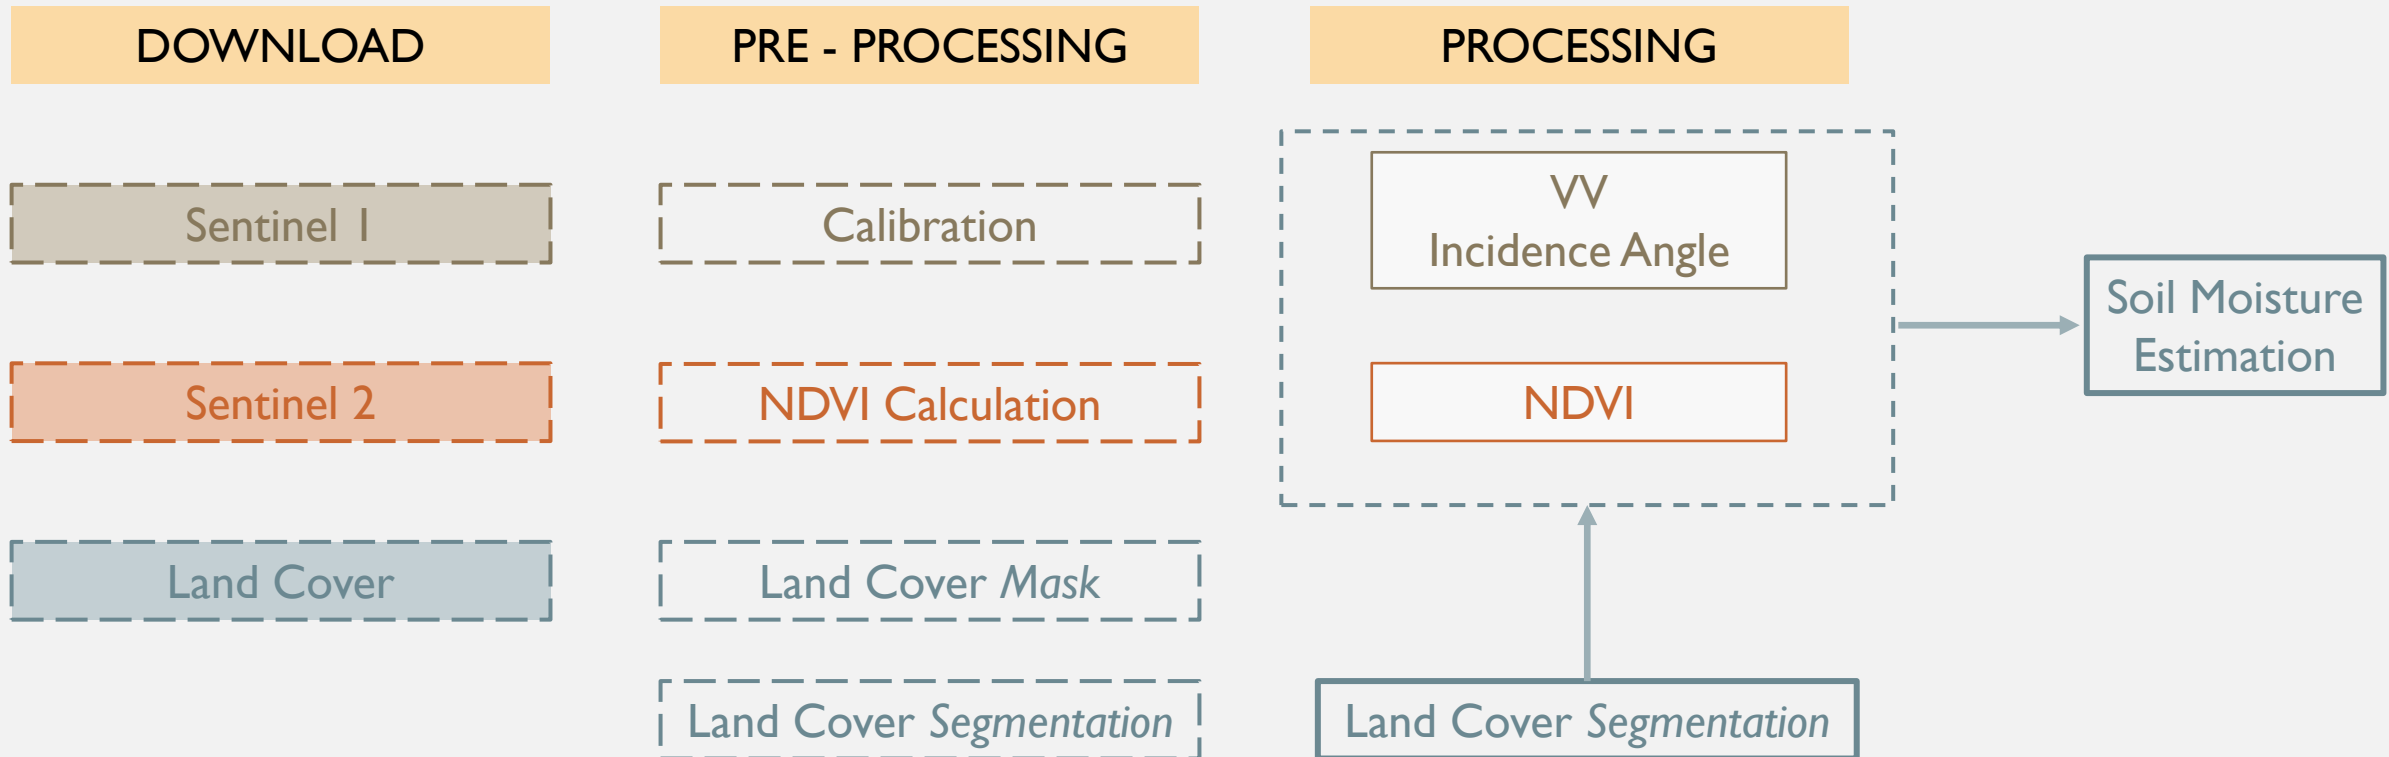 DOWNLOAD
PRE - PROCESSING
PROCESSING
Sentinel 1
Calibration
VV
Incidence Angle
Soil Moisture
Estimation
Sentinel 2
NDVI Calculation
NDVI
Land Cover
Land Cover Mask
Land Cover Segmentation
Land Cover Segmentation